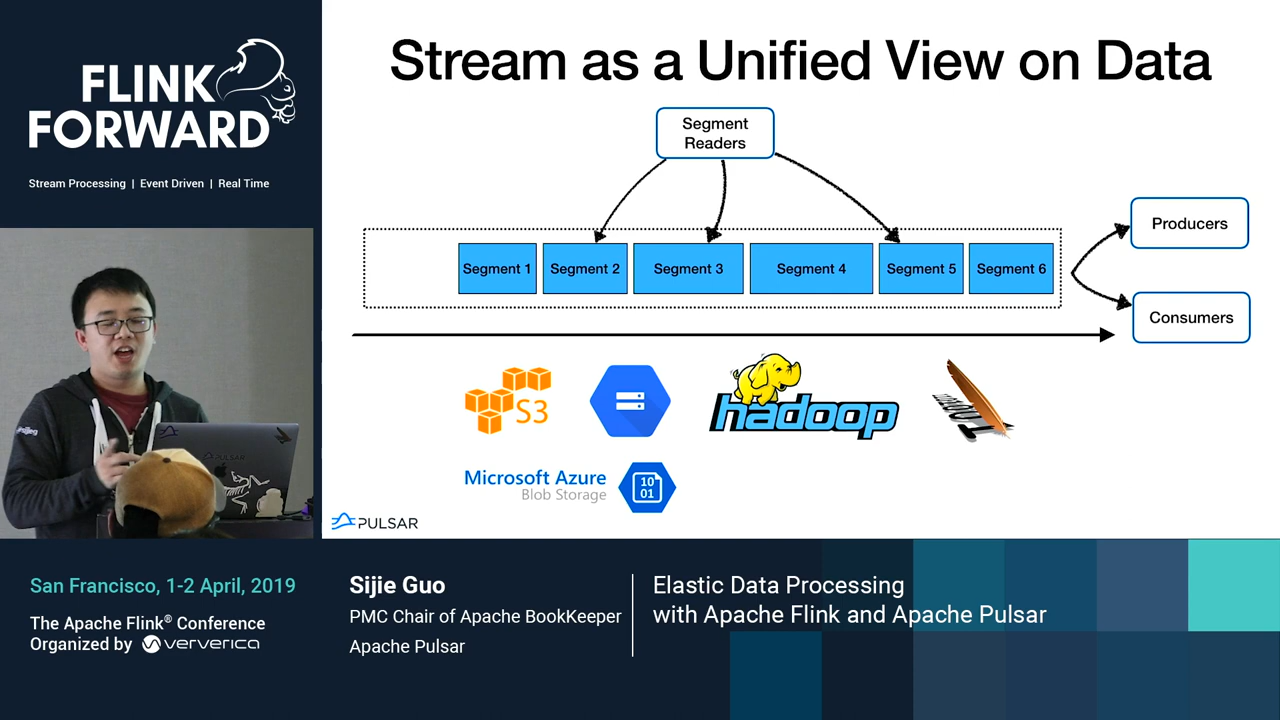 FLINK
FORWARD
Stream Processing | Event Driven | Real Time
Stream as a Unified View on Data
Segment
Readers
Segment 1
Segment 2
Segment 3
Segment 4
Segment 5
Segment 6
Producers
Consumers
S3
hadoop
Microsoft Azure
Blob Storage
10
01
PULSAR
PULSAR
San Francisco, 1-2 April, 2019
The Apache Flink® Conference
Organized by ververica
Sijie Guo
PMC Chair of Apache BookKeeper
Apache Pulsar
Elastic Data Processing
with Apache Flink and Apache Pulsar